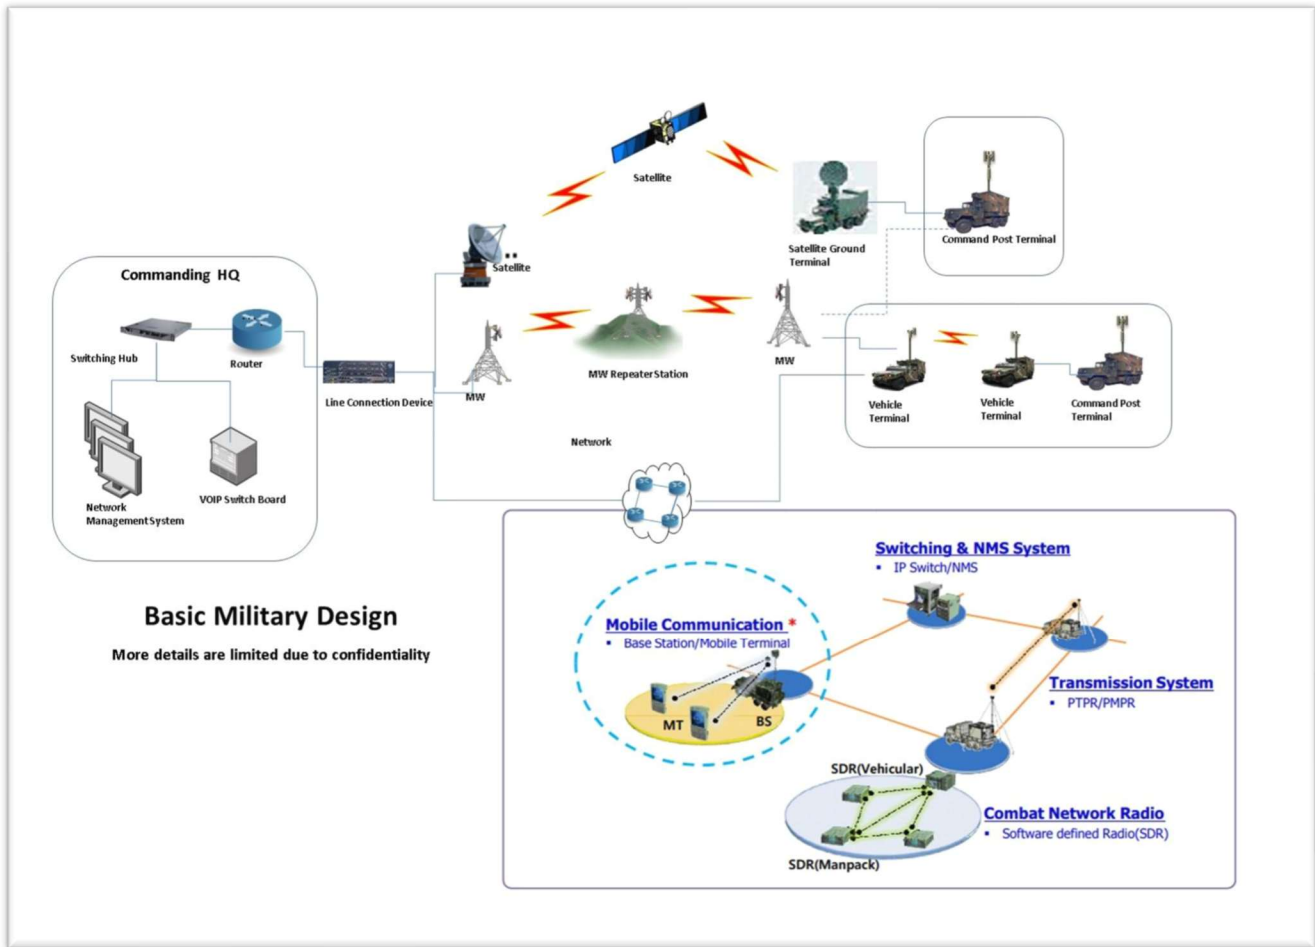 Satellite
Satellite
Satellite Ground
Terminal
Command Post Terminal
Commanding HQ
Switching Hub
Router
Line Connection Device
MW
MW Repeater Station
MW
Vehicle
Terminal
Vehicle
Terminal
Command Post
Terminal
Network
Management System
VOIP Switch Board
Network
Basic Military Design
More details are limited due to confidentiality
Switching & NMS System
▪ IP Switch/NMS
Mobile Communication *
▪ Base Station/Mobile Terminal
MT
BS
Transmission System
▪ PTPR/PMPR
SDR(Vehicular)
Combat Network Radio
▪ Software defined Radio(SDR)
SDR(Manpack)